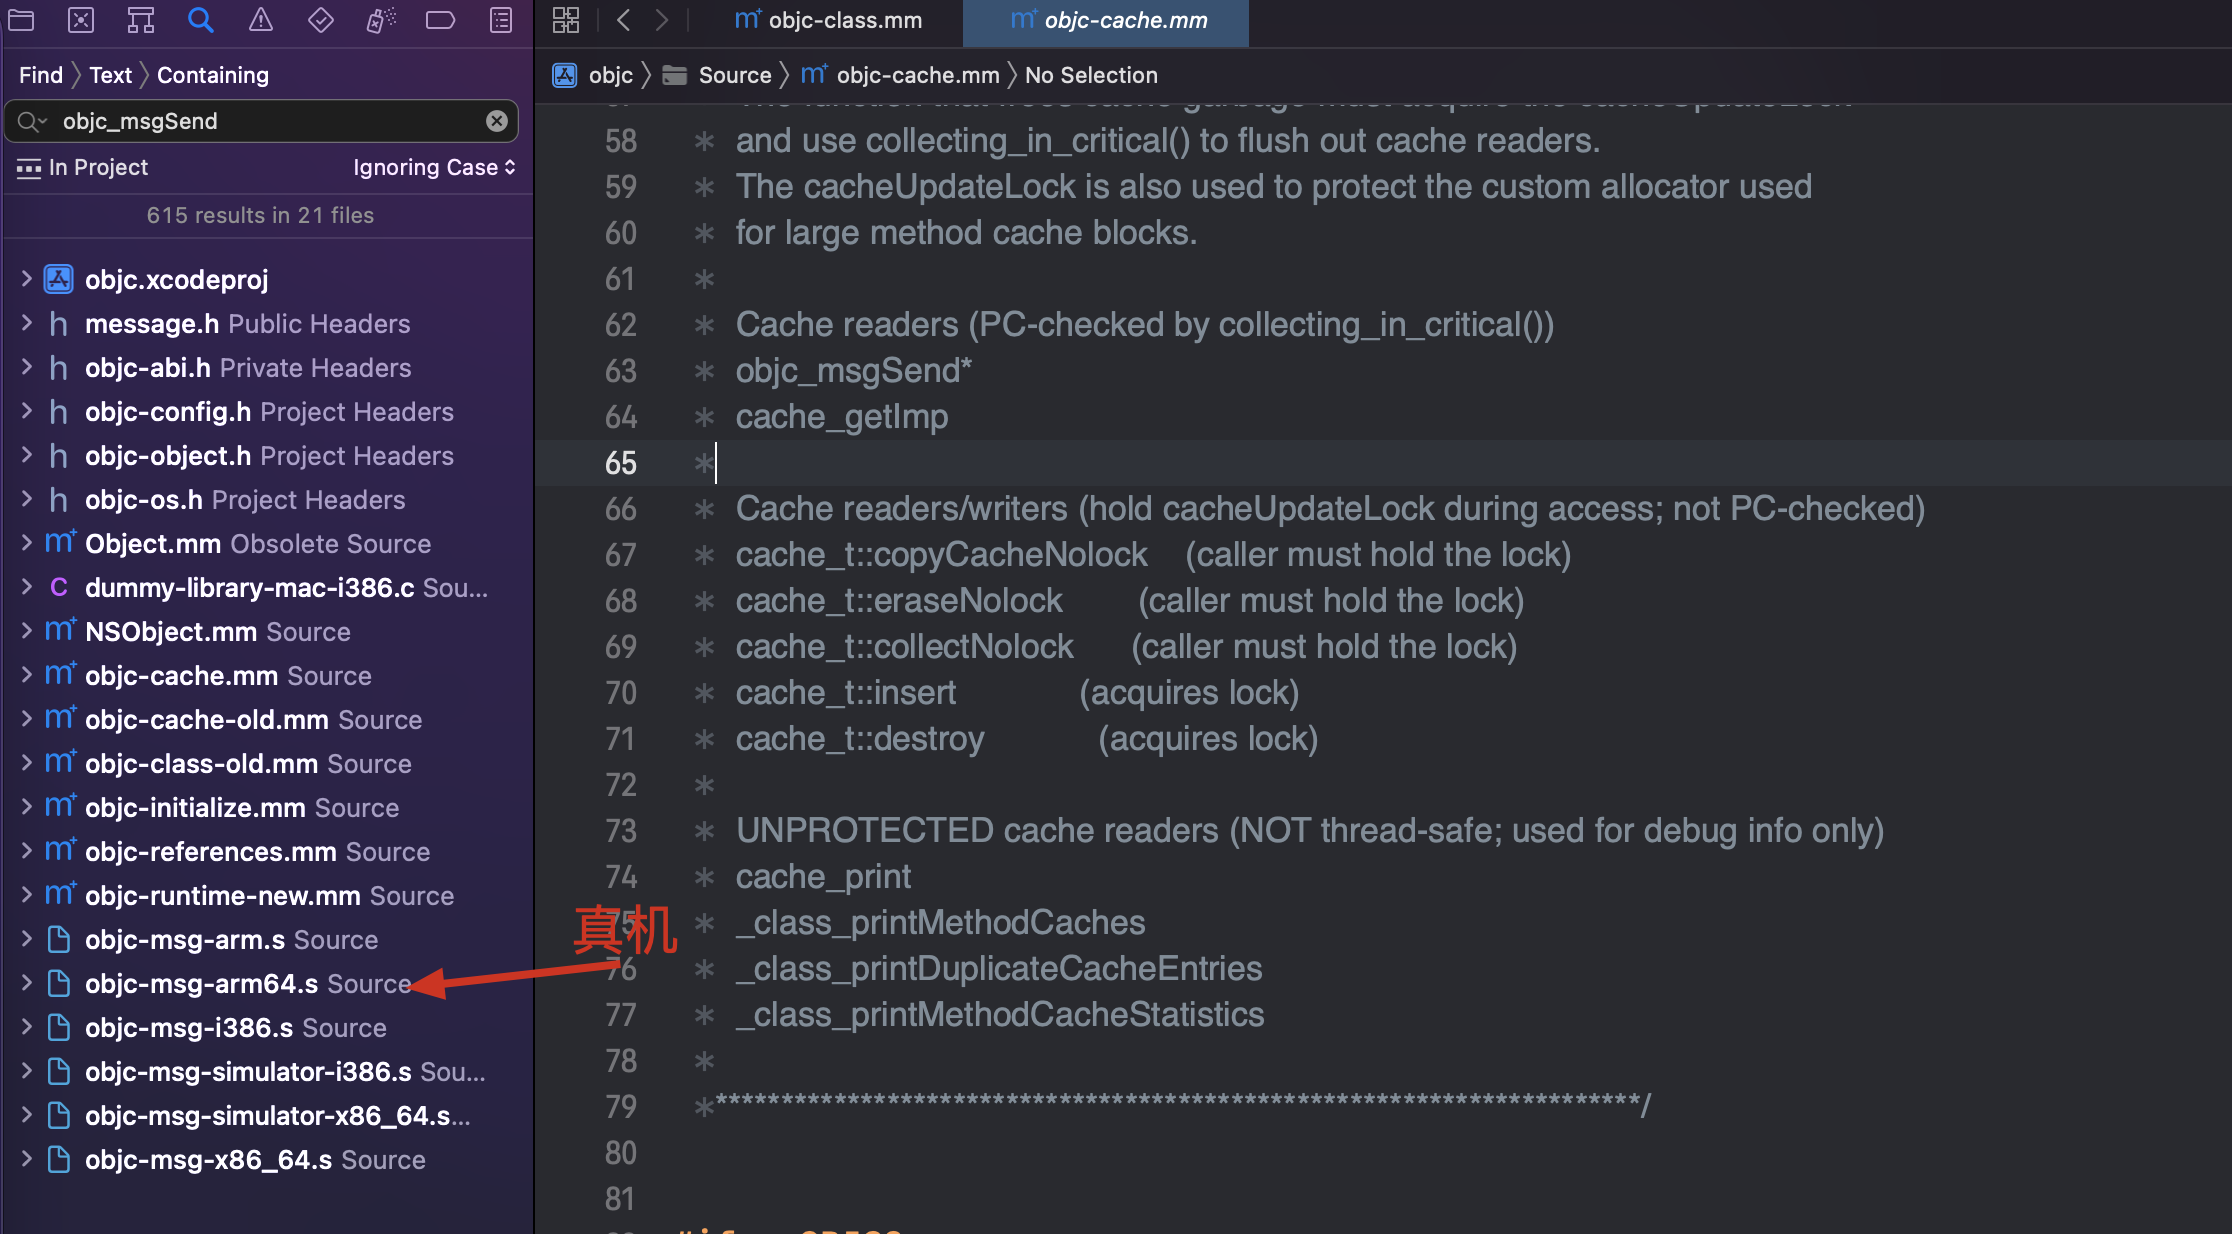 objc-class.mm
objc-cache.mm
Find Text Containing
objc_msgSend
In Project Ignoring Case
615 results in 21 files
objc.xcodeproj
message.h Public Headers
objc-abi.h Private Headers
objc-config.h Project Headers
objc-object.h Project Headers
objc-os.h Project Headers
Object.mm Obsolete Source
dummy-library-mac-i386.c Sou...
NSObject.mm Source
objc-cache.mm Source
objc-cache-old.mm Source
objc-class-old.mm Source
objc-initialize.mm Source
objc-references.mm Source
objc-runtime-new.mm Source
objc-msg-arm.s Source
objc-msg-arm64.s Source
objc-msg-i386.s Source
objc-msg-simulator-i386.s Sou...
objc-msg-simulator-x86_64.s...
objc-msg-x86_64.s Source
objc Source objc-cache.mm No Selection
58 * and use collecting_in_critical() to flush out cache readers.
59 * The cacheUpdateLock is also used to protect the custom allocator used
60 * for large method cache blocks.
61 *
62 * Cache readers (PC-checked by collecting_in_critical())
63 * objc_msgSend*
64 * cache_getImp
65 *
66 * Cache readers/writers (hold cacheUpdateLock during access; not PC-checked)
67 * cache_t::copyCacheNolock (caller must hold the lock)
68 * cache_t::eraseNolock (caller must hold the lock)
69 * cache_t::collectNolock (caller must hold the lock)
70 * cache_t::insert (acquires lock)
71 * cache_t::destroy (acquires lock)
72 *
73 * UNPROTECTED cache readers (NOT thread-safe; used for debug info only)
74 * cache_print
真机
75 * _class_printMethodCaches
76 * _class_printDuplicateCacheEntries
77 * _class_printMethodCacheStatistics
78 *
79 ***********************************************************************/
80
81